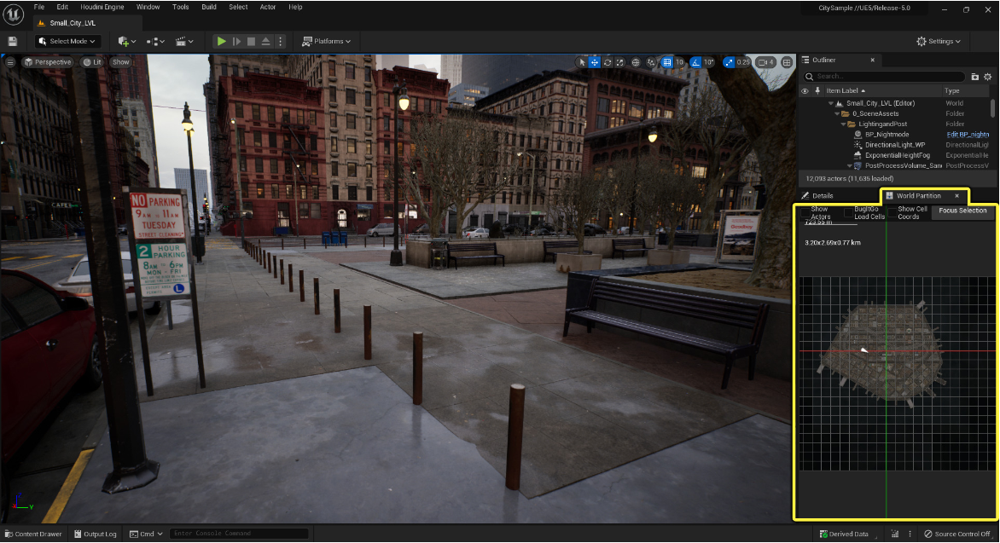 File Edit Houdini Engine Window Tools Build Select Actor Help
CitySample //UE5/Release-5.0
Small_City_LVL
Select Mode
Platforms
Settings
Perspective Lit Show
10 10° 0.25 4
NO PARKING
9AM TO 11AM
TUESDAY
STREET CLEANING
2 HOUR
PARKING
8AM TO 6PM
MON - FRI
L
CAFE
Goodboy
Outliner
Search...
Item Label Type
Small_City_LVL (Editor) World
0_SceneAssets Folder
LightingandPost Folder
BP_Nightmode Edit BP_nightn
DirectionalLight_WP DirectionalLigl
ExponentialHeightFog ExponentialHe
PostProcessVolume_Sand PostProcessV
12,093 actors (11,635 loaded)
Details World Partition
Show Actors BugItGo Load Cells Show Cell Coords Focus Selection
3.20x2.69x0.77 km
Z
X Y
Content Drawer Output Log Cmd Enter Console Command Derived Data Source Control Off